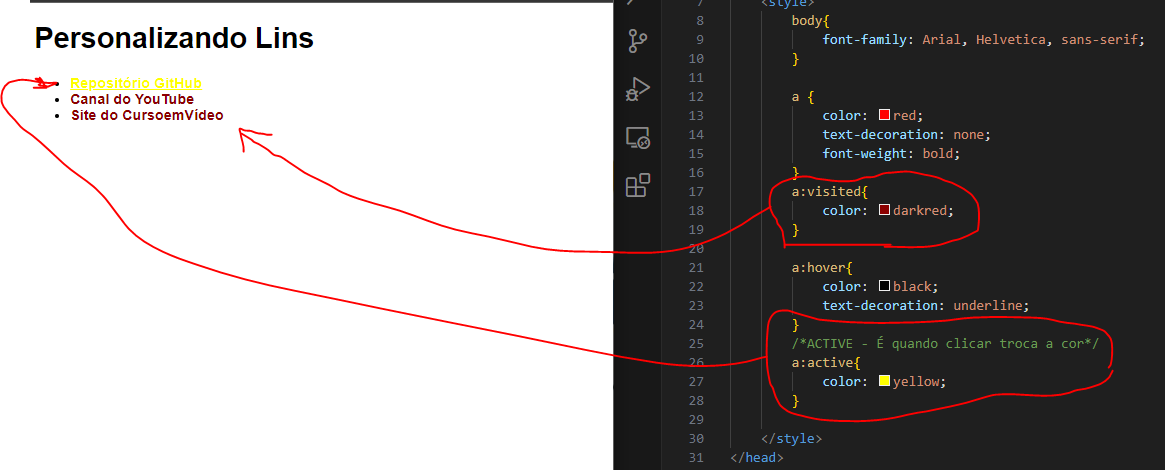 Personalizando Lins
Repositório GitHub
Canal do YouTube
Site do CursoemVídeo
7 <style>
8 body{
9 font-family: Arial, Helvetica, sans-serif;
10 }
11
12 a {
13 color: red;
14 text-decoration: none;
15 font-weight: bold;
16 }
17 a:visited{
18 color: darkred;
19 }
20
21 a:hover{
22 color: black;
23 text-decoration: underline;
24 }
25 /*ACTIVE - É quando clicar troca a cor*/
26 a:active{
27 color: yellow;
28 }
29
30 </style>
31 </head>